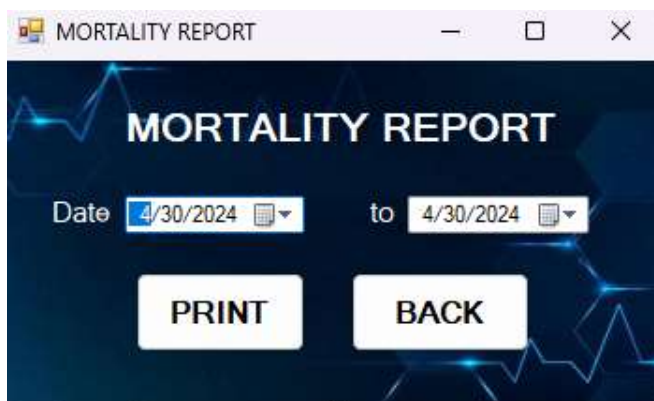 MORTALITY REPORT
MORTALITY REPORT
Date 4/30/2024 to 4/30/2024
PRINT BACK